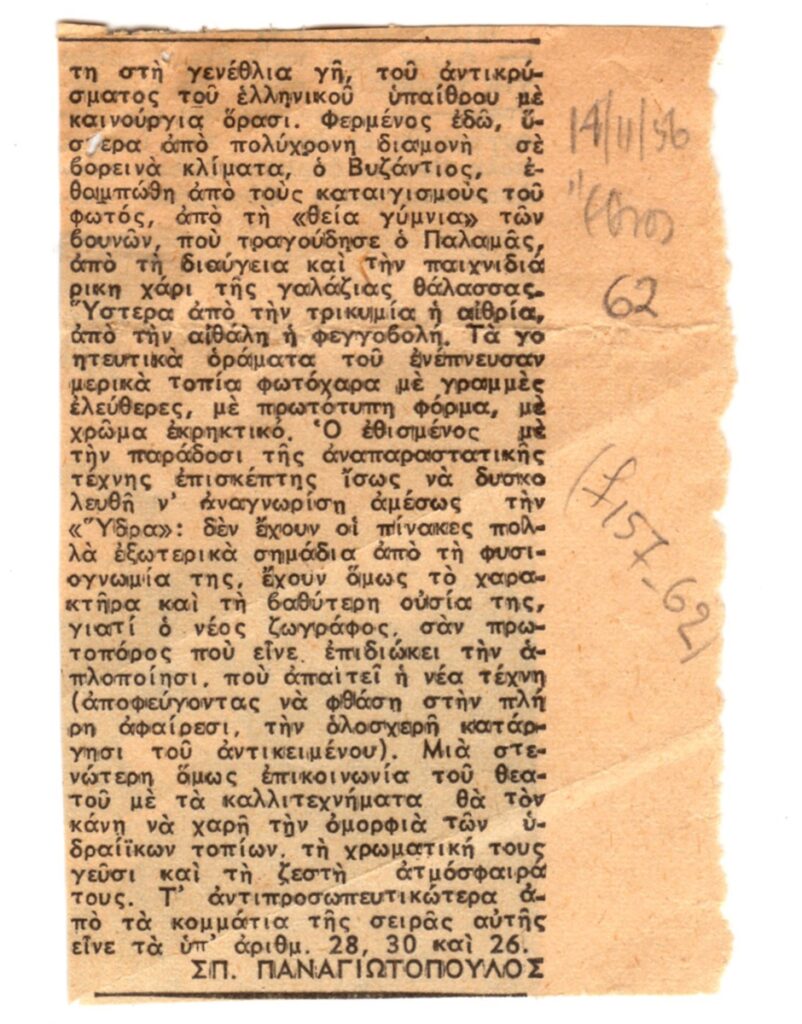 τη στὴ γενέθλια γῆ, τοῦ ἀντικρύ-
σματος τοῦ ἑλληνικοῦ ὑπαίθρου μὲ
καινούργια ὅρασι. Φερμένος ἐδῶ, ὕ-
στερα ἀπὸ πολύχρονη διαμονὴ σὲ
βορεινὰ κλίματα, ὁ Βυζάντιος, ἐ-
θαμπώθη ἀπὸ τοὺς καταιγισμοὺς τοῦ
φωτός, ἀπὸ τὴ «θεία γύμνια» τῶν
βουνῶν, ποὺ τραγούδησε ὁ Παλαμᾶς,
ἀπὸ τὴ διαύγεια καὶ τὴν παιχνιδιά
ρικη χάρι τῆς γαλάζιας θάλασσας.
Ὕστερα ἀπὸ τὴν τρικυμία ἡ αἰθρία,
ἀπὸ τὴν αἰθάλη ἡ φεγγοβολή. Τὰ γο
ητευτικὰ ὁράματα τοῦ ἐνέπνευσαν
μερικὰ τοπία φωτόχαρα μὲ γραμμὲς
ἐλεύθερες, μὲ πρωτότυπη φόρμα, μὲ
χρῶμα ἐκρηκτικό. Ὁ ἐθισμένος μὲ
τὴν παράδοσι τῆς ἀναπαραστατικῆς
τέχνης ἐπισκέπτης ἴσως νὰ δυσκο
λευθῆ ν' ἀναγνωρίση ἀμέσως τὴν
«Ὕδρα»: δὲν ἔχουν οἱ πίνακες πολ-
λὰ ἐξωτερικὰ σημάδια ἀπὸ τὴ φυσι-
ογνωμία της, ἔχουν ὅμως τὸ χαρα-
κτῆρα καὶ τὴ βαθύτερη οὐσία της,
γιατί ὁ νέος ζωγράφος, σὰν πρω-
τοπόρος ποὺ εἶνε ἐπιδιώκει τὴν ἁ-
πλοποίησι, ποὺ ἀπαιτεῖ ἡ νέα τέχνη
(ἀποφεύγοντας νὰ φθάση στὴν πλή
ρη ἀφαίρεσι, τὴν ὁλοσχερῆ κατάρ-
γησι τοῦ ἀντικειμένου). Μιὰ στε-
νώτερη ὅμως ἐπικοινωνία τοῦ θεα-
τοῦ μὲ τὰ καλλιτεχνήματα θὰ τὸν
κάνη νὰ χαρῆ τὴν ὀμορφιὰ τῶν ὑ-
δραίϊκων τοπίων, τὴ χρωματική τους
γεῦσι καὶ τὴ ζεστὴ ἀτμόσφαιρά
τους. Τ' ἀντιπροσωπευτικώτερα ἀ-
πὸ τὰ κομμάτια τῆς σειρᾶς αὐτῆς
εἶνε τὰ ὑπ' ἀριθμ. 28, 30 καὶ 26.
ΣΠ. ΠΑΝΑΓΙΩΤΟΠΟΥΛΟΣ
14/11/56
Ἔθνος
62
(f157-62)